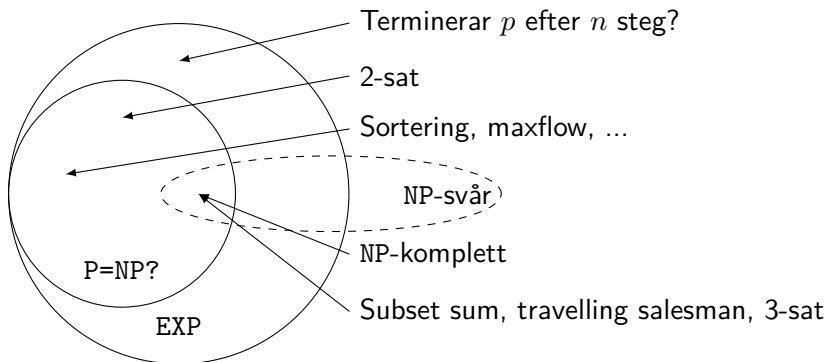 Terminerar p efter n steg?
2-sat
Sortering, maxflow, ...
NP-svår
NP-komplett
P=NP?
Subset sum, travelling salesman, 3-sat
EXP